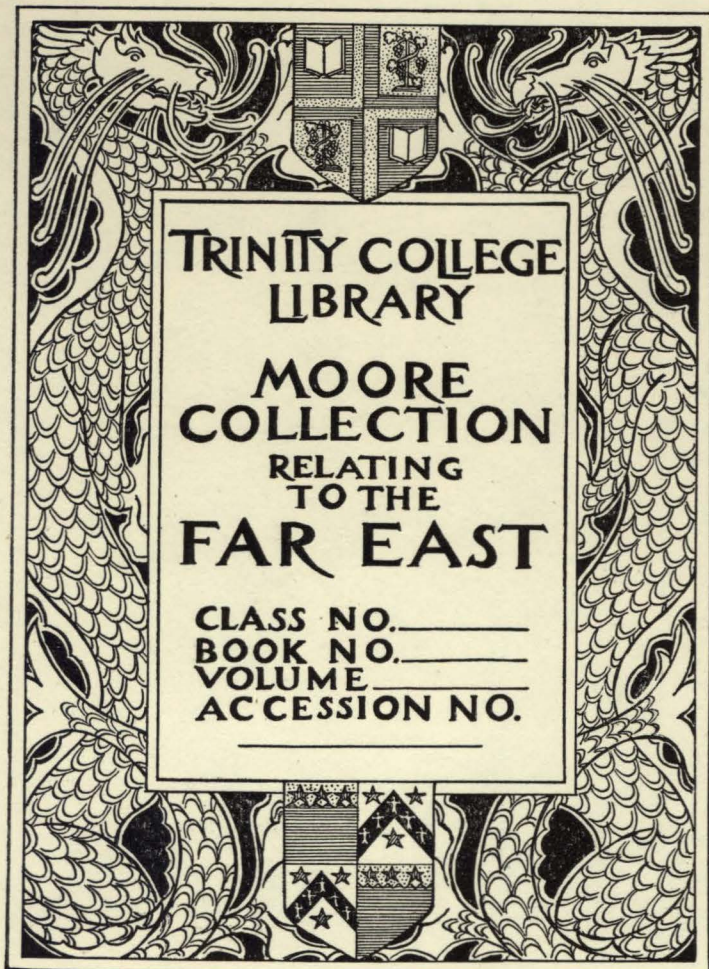 TRINITY COLLEGE
LIBRARY
MOORE
COLLECTION
RELATING
TO THE
FAR EAST
CLASS NO.
BOOK NO.
VOLUME
ACCESSION NO.